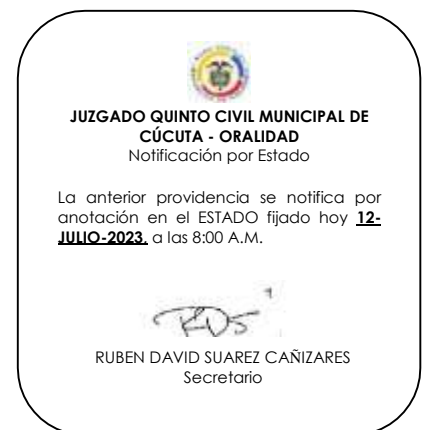 JUZGADO QUINTO CIVIL MUNICIPAL DE
CÚCUTA - ORALIDAD
Notificación por Estado
La anterior providencia se notifica por
anotación en el ESTADO fijado hoy 12-
JULIO-2023, a las 8:00 A.M.
RUBEN DAVID SUAREZ CAÑIZARES
Secretario